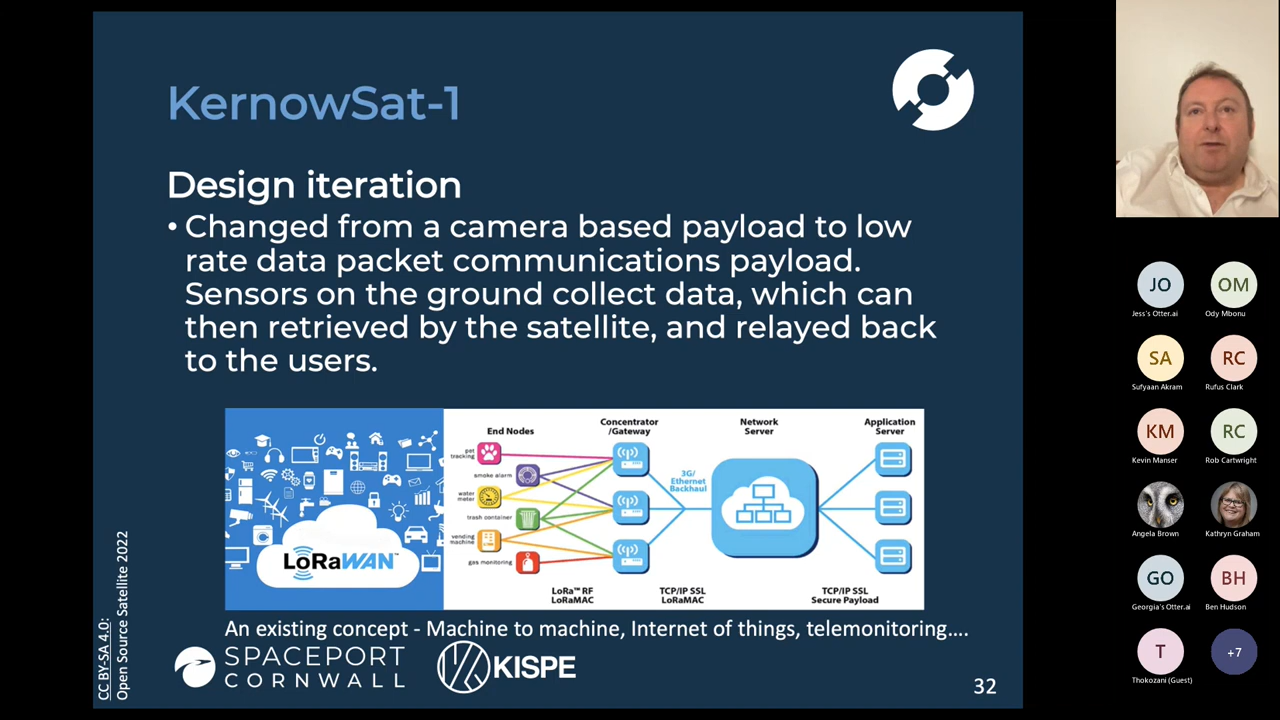 KernowSat-1
Design iteration
• Changed from a camera based payload to low
rate data packet communications payload.
Sensors on the ground collect data, which can
then retrieved by the satellite, and relayed back
to the users.
LoRaWAN™
End Nodes
Concentrator
/Gateway
Network
Server
Application
Server
pet
tracking
smoke alarm
water
meter
trash container
vending
machine
gas monitoring
3G/
Ethernet
Backhaul
LoRa™ RF
LoRaMAC
TCP/IP SSL
LoRaMAC
TCP/IP SSL
Secure Payload
An existing concept - Machine to machine, Internet of things, telemonitoring....
SPACEPORT
CORNWALL
KISPE
32
CC BY-SA 4.0:
Open Source Satellite 2022
JO
Jess's Otter.ai
OM
Ody Mbonu
SA
Sufyaan Akram
RC
Rufus Clark
KM
Kevin Manser
RC
Rob Cartwright
Angela Brown
Kathryn Graham
GO
Georgia's Otter.ai
BH
Ben Hudson
T
Thokozani (Guest)
+7